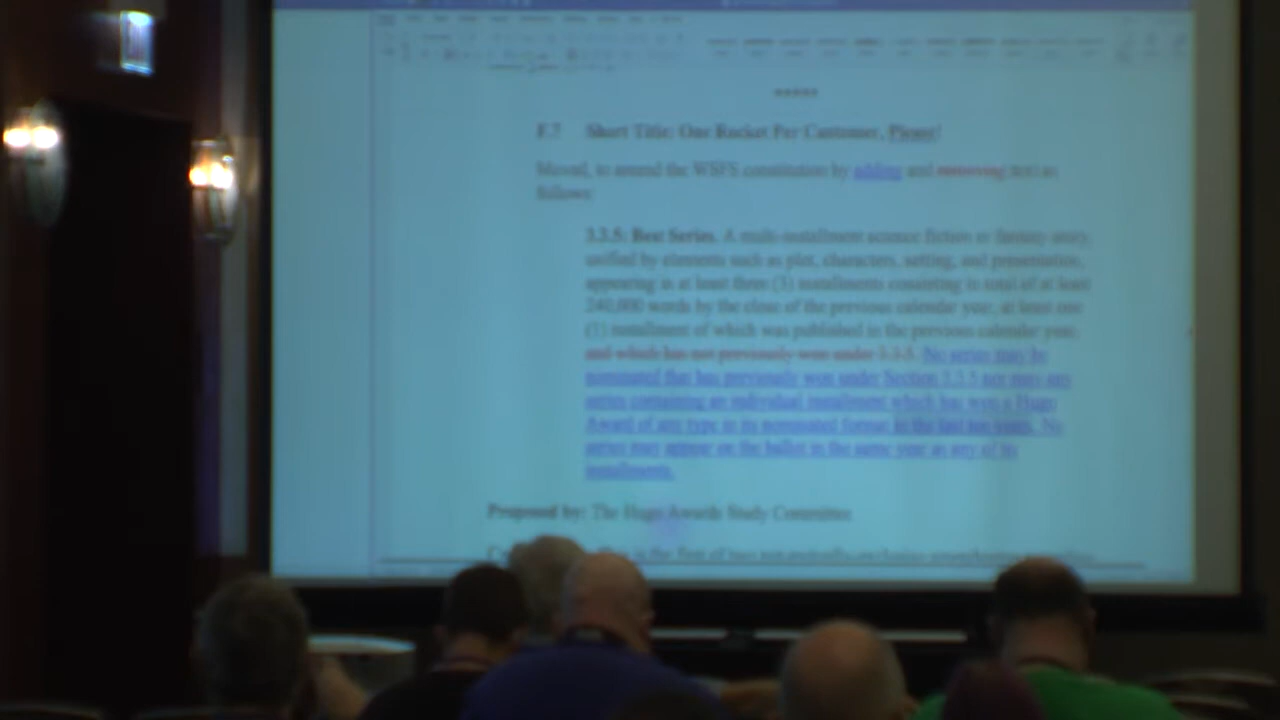 *****
F.7 Short Title: One Rocket Per Customer, Please!
Moved, to amend the WSFS constitution by adding and removing text as
follows:
3.3.5: Best Series. A multi-installment science fiction or fantasy story,
unified by elements such as plot, characters, setting, and presentation,
appearing in at least three (3) installments consisting in total of at least
240,000 words by the close of the previous calendar year, at least one
(1) installment of which was published in the previous calendar year,
and which has not previously won under 3.3.5. No series may be
nominated that has previously won under Section 3.3.5 nor may any
series containing an individual installment which has won a Hugo
Award of any type in its nominated format in the last ten years. No
series may appear on the ballot in the same year as any of its
installments.
Proposed by: The Hugo Awards Study Committee
is the first of two